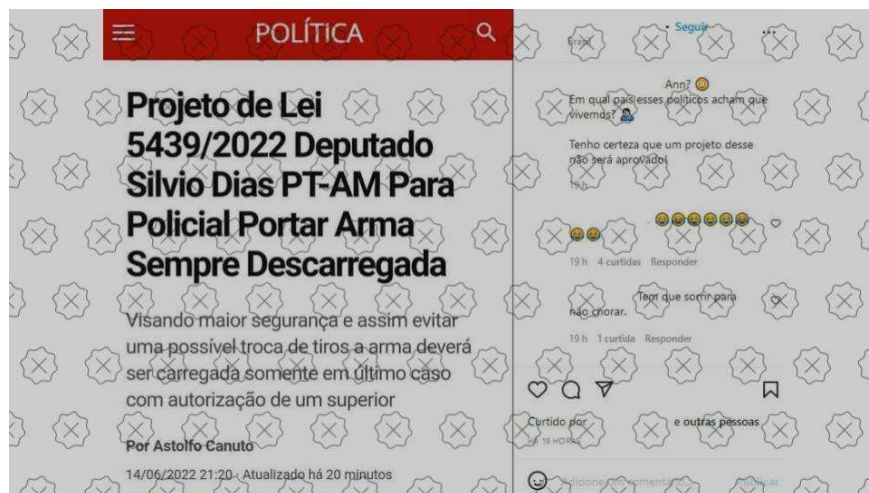 POLÍTICA
Projeto de Lei
5439/2022 Deputado
Silvio Dias PT-AM Para
Policial Portar Arma
Sempre Descarregada
Visando maior segurança e assim evitar
uma possível troca de tiros a arma deverá
ser carregada somente em último caso
com autorização de um superior
Por Astolfo Canuto
14/06/2022 21:20 · Atualizado há 20 minutos
• Seguir
Brasil
Ann?
Em qual país esses políticos acham que
vivemos?
Tenho certeza que um projeto desse
não será aprovado!
19 h
19 h 4 curtidas Responder
Tem que sorrir para
não chorar.
19 h 1 curtida Responder
Curtido por e outras pessoas
HÁ 19 HORAS
Adicione um comentário...
Publicar